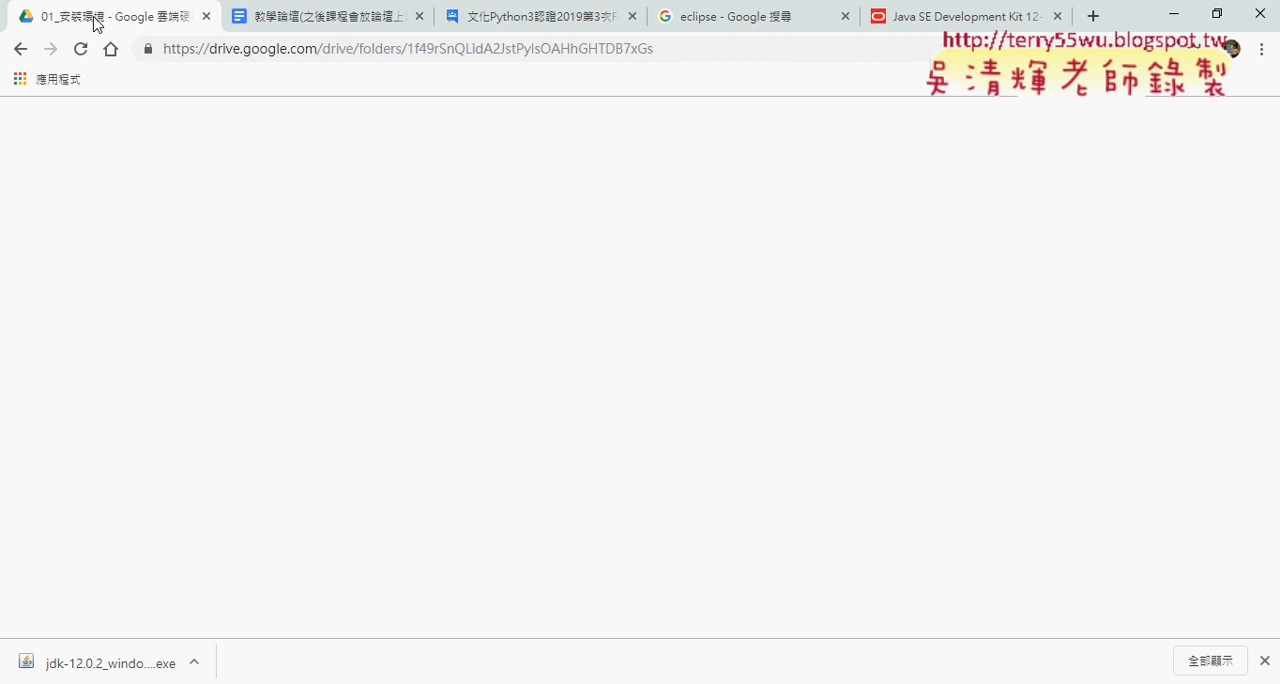 01_安裝環境 - Google 雲端硬
教學論壇(之後課程會放論壇上
文化Python3認證2019第3次
eclipse - Google 搜尋
Java SE Development Kit 12-
https://drive.google.com/drive/folders/1f49rSnQLidA2JstPyIsOAHhGHTDB7xGs
http://terry55wu.blogspot.tw
應用程式
吳清輝老師錄製
jdk-12.0.2_windo....exe
全部顯示